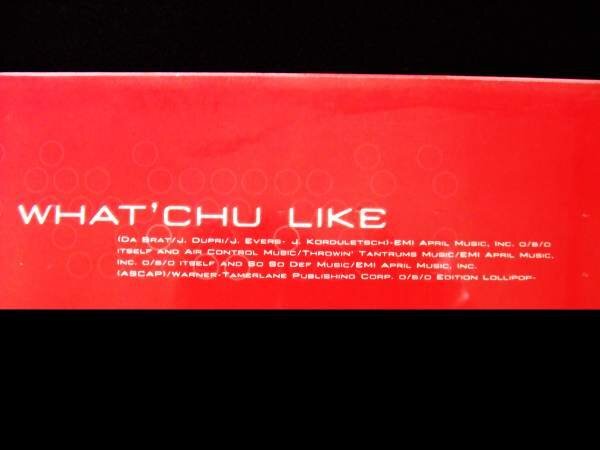 WHAT'CHU LIKE
(DA BRAT/J. DUPRI/J. EVERS- J. KORDULETSCH)-EMI APRIL MUSIC, INC. O/B/O
ITSELF AND AIR CONTROL MUSIC/THROWIN' TANTRUMS MUSIC/EMI APRIL MUSIC,
INC. O/B/O ITSELF AND SO SO DEF MUSIC/EMI APRIL MUSIC, INC.
(ASCAP)/WARNER-TAMERLANE PUBLISHING CORP. O/B/O EDITION LOLLIPOP-